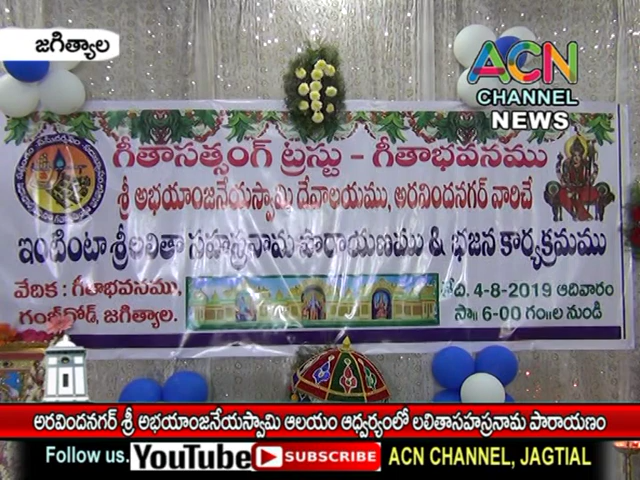 జగిత్యాల
ACN
CHANNEL
NEWS
గీతాసత్సంగ్ ట్రస్టు - గీతాభవనము
శ్రీ అభయాంజనేయస్వామి దేవాలయము, అరవిందనగర్ వారిచే
ఇంటింటా శ్రీలలితా సహస్రనామ పారాయణము & భజన కార్యక్రమము
వేదిక : గీతాభవనము,
గంజ్‌రోడ్, జగిత్యాల.
తేది. 4-8-2019 ఆదివారం
సా॥ 6-00 గం॥ల నుండి
అరవిందనగర్ శ్రీ అభయాంజనేయస్వామి ఆలయం ఆధ్వర్యంలో లలితాసహస్రనామ పారాయణం
Follow us. YouTube SUBSCRIBE ACN CHANNEL, JAGTIAL